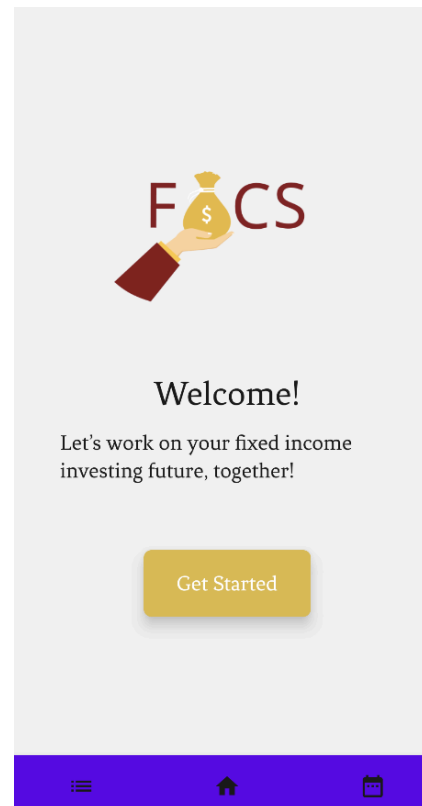 F$CS
Welcome!
Let's work on your fixed income
investing future, together!
Get Started